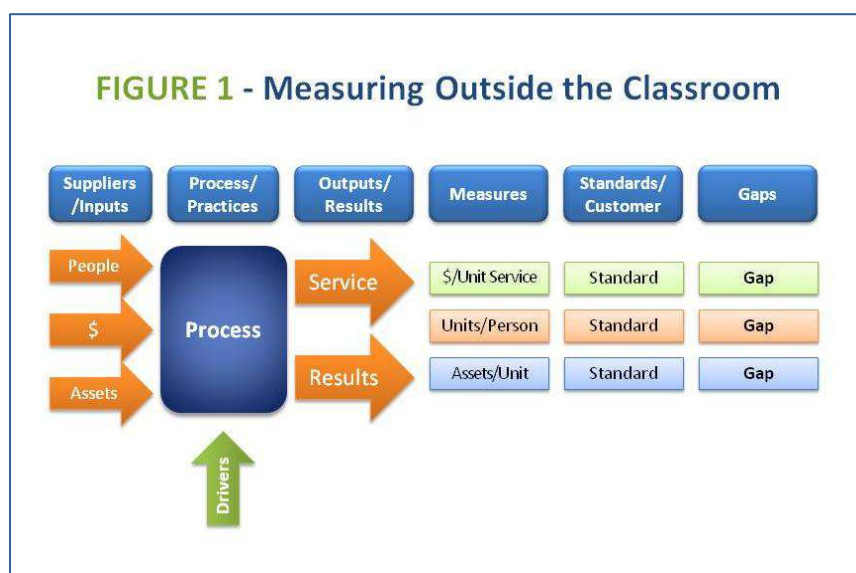 FIGURE 1 - Measuring Outside the Classroom
Suppliers
/Inputs
Process/
Practices
Outputs/
Results
Measures
Standards/
Customer
Gaps
People
$
Assets
Process
Drivers
Service
Results
$/Unit Service
Standard
Gap
Units/Person
Standard
Gap
Assets/Unit
Standard
Gap